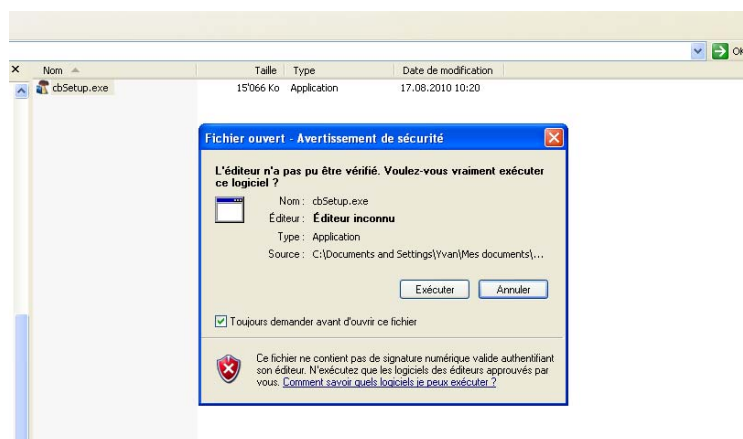 OK
Nom Taille Type Date de modification
cbSetup.exe 15'066 Ko Application 17.08.2010 10:20
Fichier ouvert - Avertissement de sécurité
L'éditeur n'a pas pu être vérifié. Voulez-vous vraiment exécuter
ce logiciel ?
Nom : cbSetup.exe
Éditeur : Éditeur inconnu
Type : Application
Source : C:\Documents and Settings\Yvan\Mes documents\...
Exécuter Annuler
Toujours demander avant d'ouvrir ce fichier
Ce fichier ne contient pas de signature numérique valide authentifiant
son éditeur. N'exécutez que les logiciels des éditeurs approuvés par
vous. Comment savoir quels logiciels je peux exécuter ?